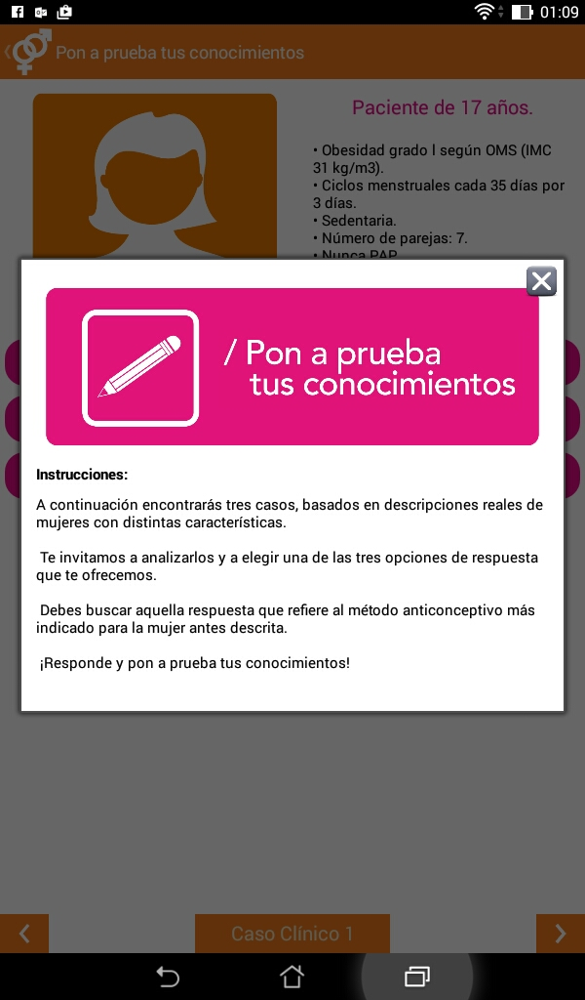 01:09
Pon a prueba tus conocimientos
Paciente de 17 años.
• Obesidad grado l según OMS (IMC
31 kg/m3).
• Ciclos menstruales cada 35 días por
3 días.
• Sedentaria.
• Número de parejas: 7.
• Nunca PAP.
/ Pon a prueba
tus conocimientos
Instrucciones:
A continuación encontrarás tres casos, basados en descripciones reales de
mujeres con distintas características.
Te invitamos a analizarlos y a elegir una de las tres opciones de respuesta
que te ofrecemos.
Debes buscar aquella respuesta que refiere al método anticonceptivo más
indicado para la mujer antes descrita.
¡Responde y pon a prueba tus conocimientos!
Caso Clínico 1